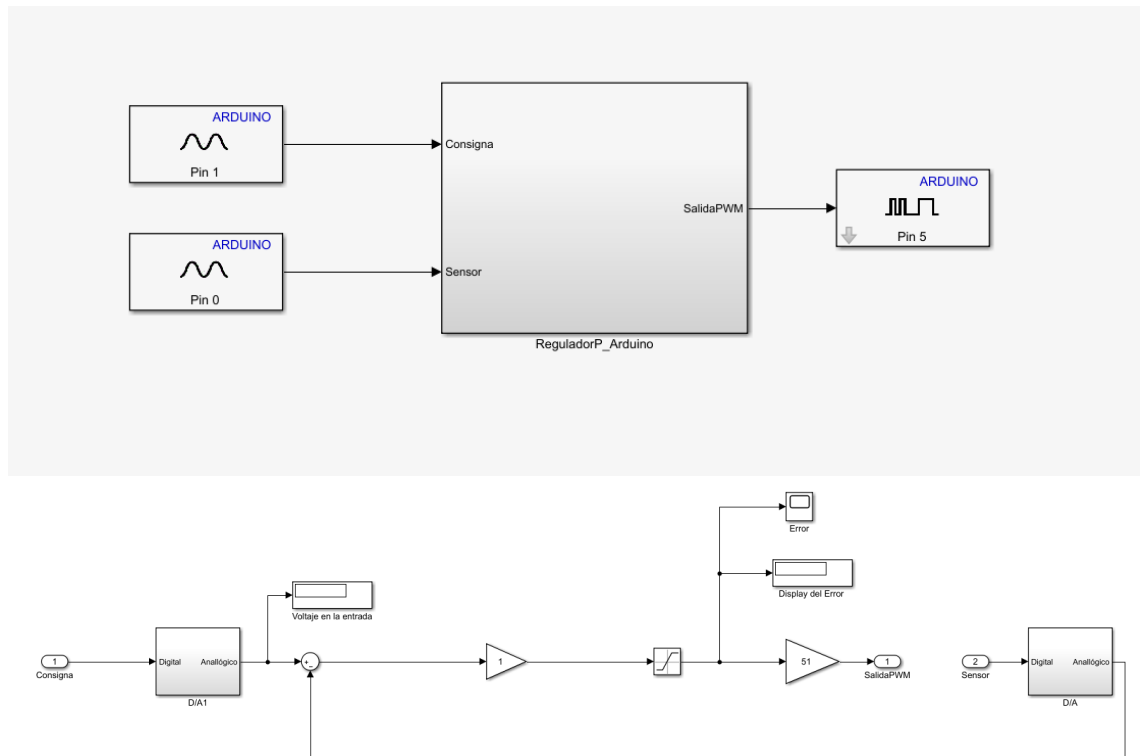 ARDUINO
Pin 1
Consigna
SalidaPWM
ARDUINO
Pin 5
ARDUINO
Pin 0
Sensor
ReguladorP_Arduino
Error
Display del Error
Voltaje en la entrada
1
Consigna
Digital Anallógico
D/A1
+
-
1
51
1
SalidaPWM
2
Sensor
Digital Anallógico
D/A